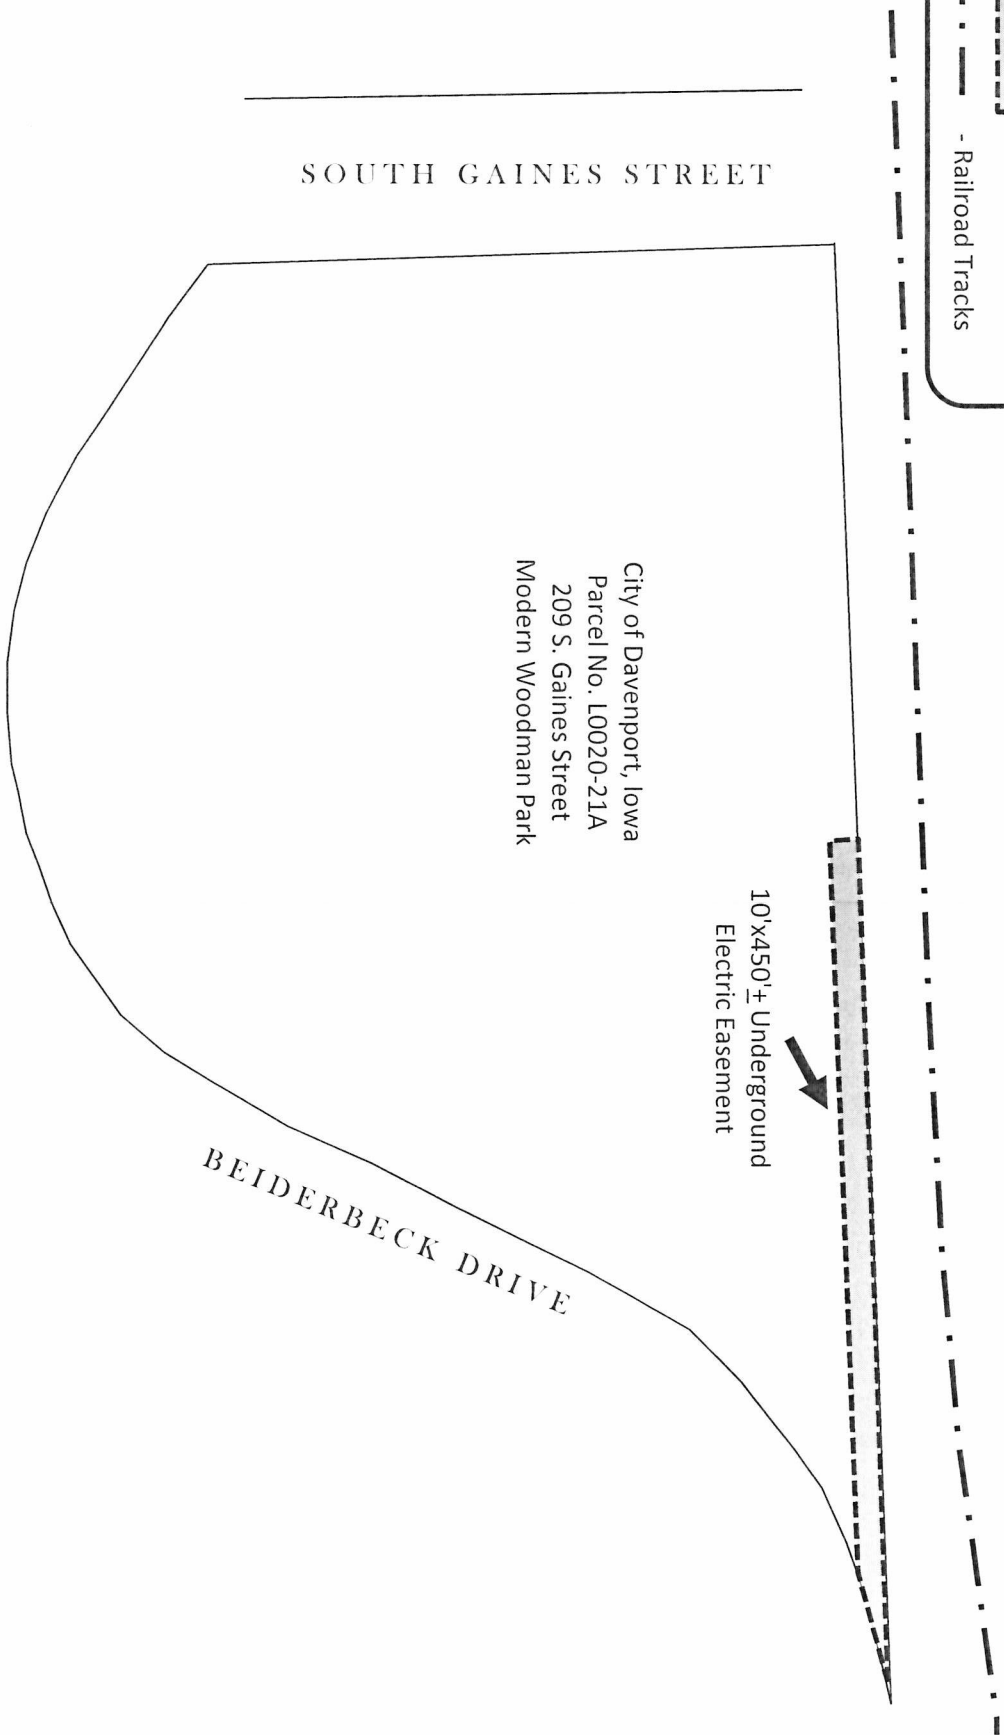 - Railroad Tracks
SOUTH GAINES STREET
City of Davenport, Iowa
Parcel No. L0020-21A
209 S. Gaines Street
Modern Woodman Park
10'x450'± Underground
Electric Easement
BEIDERBECK DRIVE